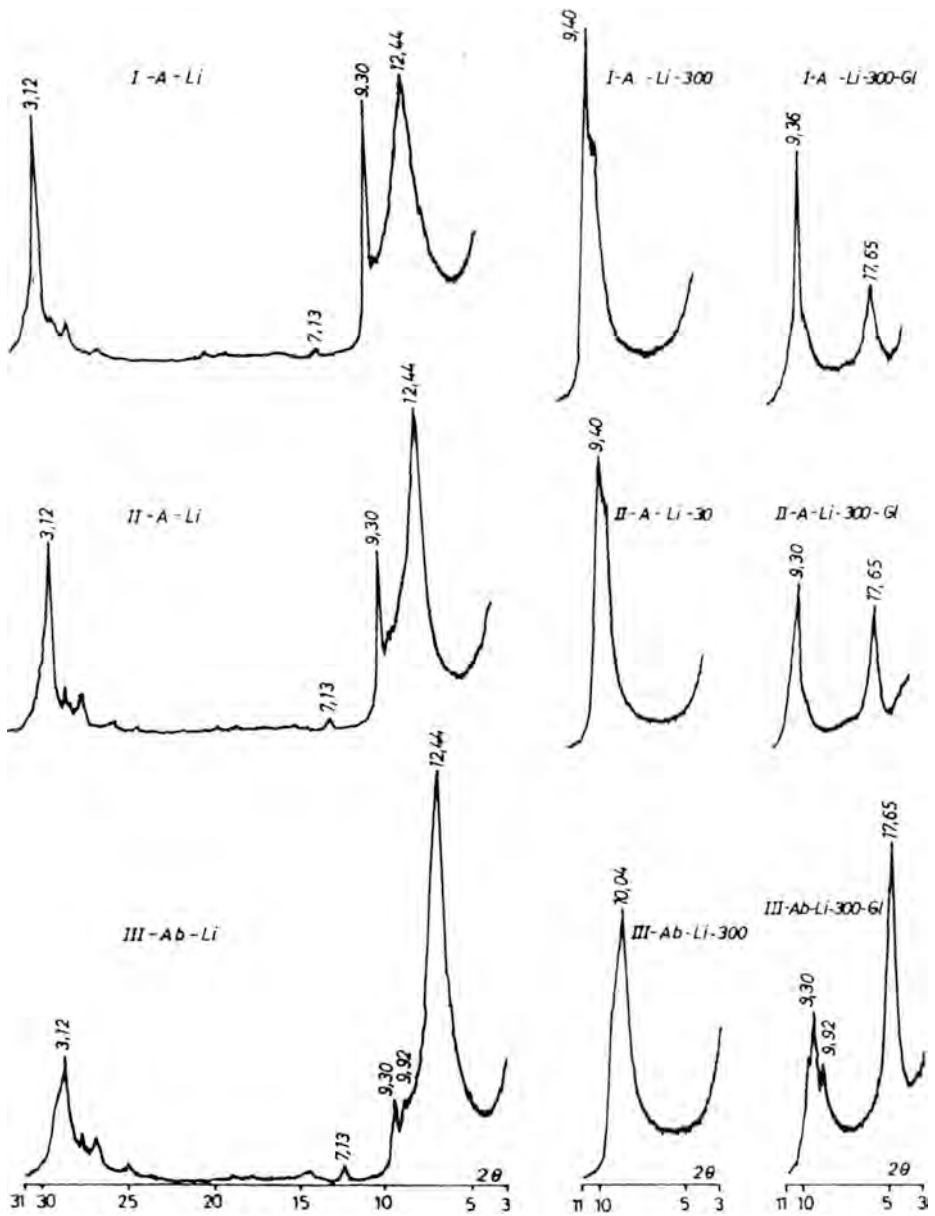 I-A-Li
3,12
7,13
9,30
12,44
I-A-Li-300
9,40
I-A-Li-300-Gl
9,36
17,65
II-A-Li
3,12
7,13
9,30
12,44
II-A-Li-30
9,40
II-A-Li-300-Gl
9,30
17,65
III-Ab-Li
3,12
7,13
9,30
9,92
12,44
III-Ab-Li-300
10,04
III-Ab-Li-300-Gl
9,30
9,92
17,65
2θ 2θ 2θ
31 30 25 20 15 10 5 3 11 10 5 3 11 10 5 3